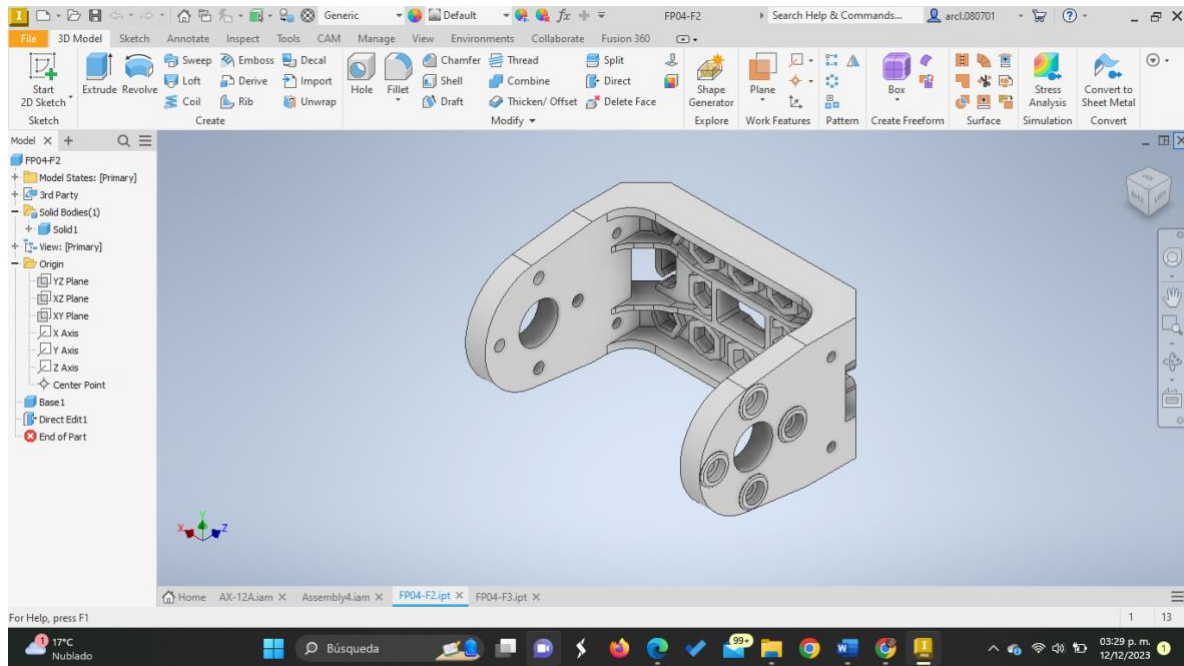 Generic
Default
fx
FP04-F2
Search Help & Commands...
arcl.080701
File 3D Model Sketch Annotate Inspect Tools CAM Manage View Environments Collaborate Fusion 360
Start
2D Sketch
Extrude Revolve
Sweep Emboss Decal
Loft Derive Import
Coil Rib Unwrap
Hole Fillet
Chamfer Thread
Shell Combine
Draft Thicken/ Offset
Split
Direct
Delete Face
Shape
Generator
Plane
Box
Stress
Analysis
Convert to
Sheet Metal
Sketch Create Modify Explore Work Features Pattern Create Freeform Surface Simulation Convert
Model
FP04-F2
Model States: [Primary]
3rd Party
Solid Bodies(1)
Solid1
View: [Primary]
Origin
YZ Plane
XZ Plane
XY Plane
X Axis
Y Axis
Z Axis
Center Point
Base1
Direct Edit1
End of Part
X Y Z
Home AX-12A.iam Assembly4.iam FP04-F2.ipt FP04-F3.ipt
For Help, press F1
1 13
1
17°C
Nublado
Búsqueda
99+
03:29 p. m.
12/12/2023
1